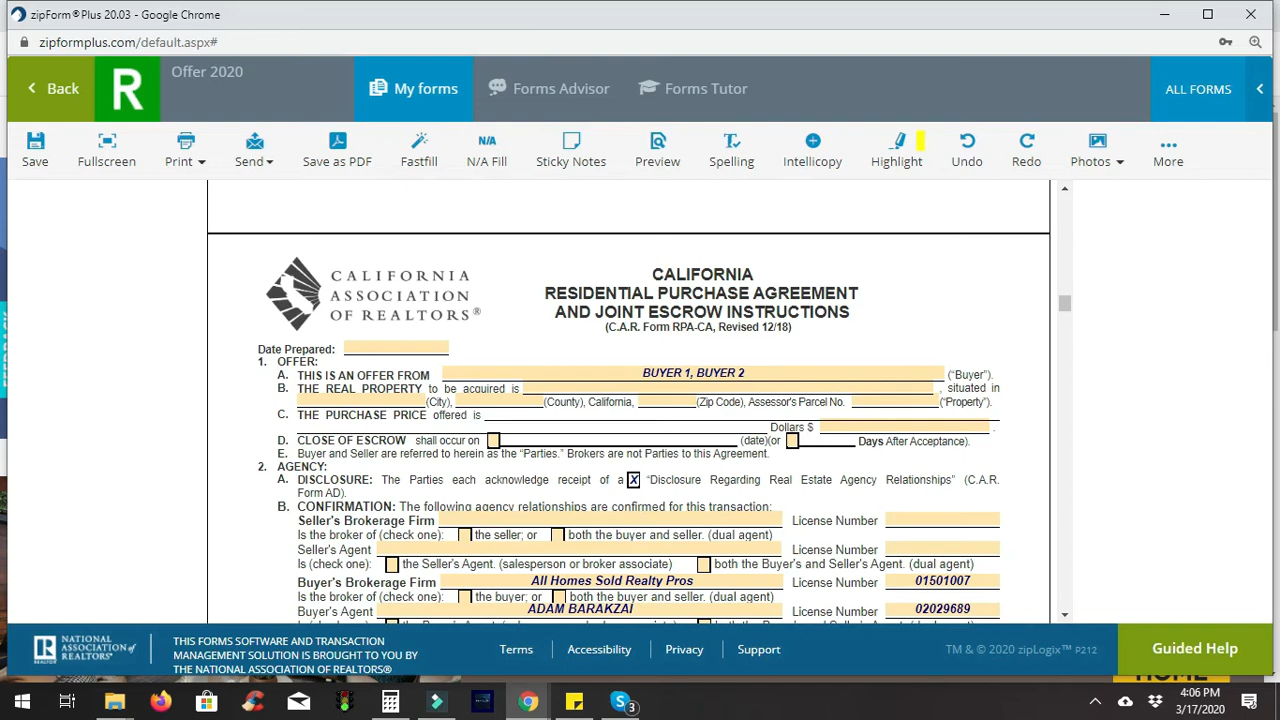 zipForm®Plus 20.03 - Google Chrome
zipformplus.com/default.aspx#
Back
R
Offer 2020
My forms
Forms Advisor
Forms Tutor
ALL FORMS
Save
Fullscreen
Print
Send
Save as PDF
Fastfill
N/A
N/A Fill
Sticky Notes
Preview
Spelling
Intellicopy
Highlight
Undo
Redo
Photos
More
CALIFORNIA
ASSOCIATION
OF REALTORS®
CALIFORNIA
RESIDENTIAL PURCHASE AGREEMENT
AND JOINT ESCROW INSTRUCTIONS
(C.A.R. Form RPA-CA, Revised 12/18)
Date Prepared:
1. OFFER:
A. THIS IS AN OFFER FROM BUYER 1, BUYER 2 ("Buyer").
B. THE REAL PROPERTY to be acquired is , situated in
(City), (County), California, (Zip Code), Assessor's Parcel No. ("Property").
C. THE PURCHASE PRICE offered is
Dollars $ .
D. CLOSE OF ESCROW shall occur on (date)(or Days After Acceptance).
E. Buyer and Seller are referred to herein as the "Parties." Brokers are not Parties to this Agreement.
2. AGENCY:
A. DISCLOSURE: The Parties each acknowledge receipt of a X "Disclosure Regarding Real Estate Agency Relationships" (C.A.R.
Form AD).
B. CONFIRMATION: The following agency relationships are confirmed for this transaction:
Seller's Brokerage Firm License Number
Is the broker of (check one): the seller; or both the buyer and seller. (dual agent)
Seller's Agent License Number
Is (check one): the Seller's Agent. (salesperson or broker associate) both the Buyer's and Seller's Agent. (dual agent)
Buyer's Brokerage Firm All Homes Sold Realty Pros License Number 01501007
Is the broker of (check one): the buyer; or both the buyer and seller. (dual agent)
Buyer's Agent ADAM BARAKZAI License Number 02029689
NATIONAL
ASSOCIATION of
REALTORS®
REALTOR
THIS FORMS SOFTWARE AND TRANSACTION
MANAGEMENT SOLUTION IS BROUGHT TO YOU BY
THE NATIONAL ASSOCIATION OF REALTORS®
Terms
Accessibility
Privacy
Support
TM & © 2020 zipLogix™ P212
Guided Help
FEEDBACK
HOME
3
4:06 PM
3/17/2020